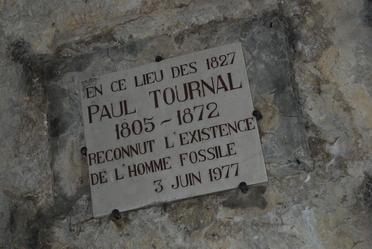 EN CE LIEU DES 1827
PAUL TOURNAL
1805-1872
RECONNUT L'EXISTENCE
DE L'HOMME FOSSILE
3 JUIN 1977